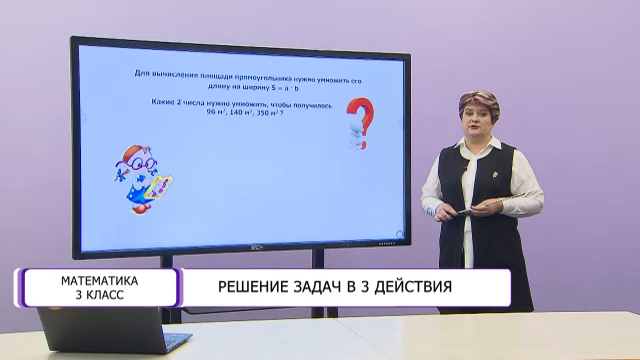 Для вычисления площади прямоугольника нужно умножить его
длину на ширину S = a · b
Какие 2 числа нужно умножить, чтобы получилось
96 м², 140 м², 350 м² ?
МАТЕМАТИКА
3 КЛАСС
РЕШЕНИЕ ЗАДАЧ В 3 ДЕЙСТВИЯ